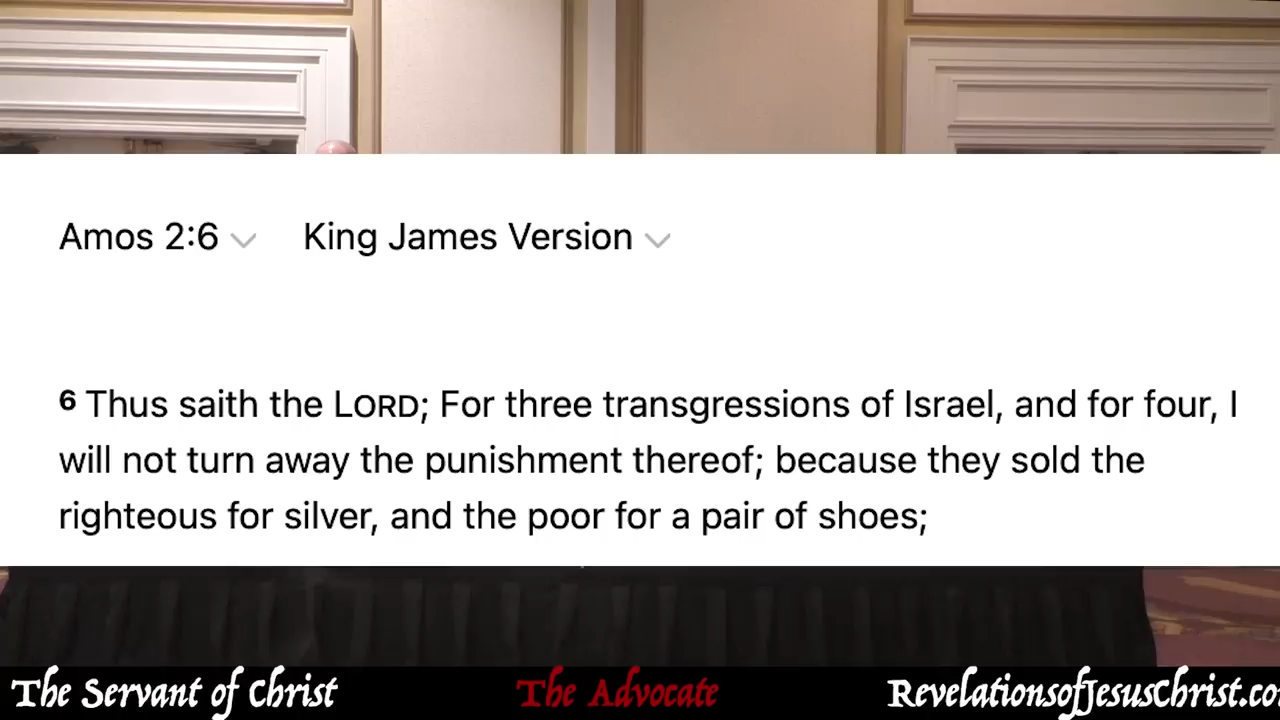 Amos 2:6 King James Version
6 Thus saith the LORD; For three transgressions of Israel, and for four, I
will not turn away the punishment thereof; because they sold the
righteous for silver, and the poor for a pair of shoes;
The Servant of Christ The Advocate RevelationsofJesusChrist.co